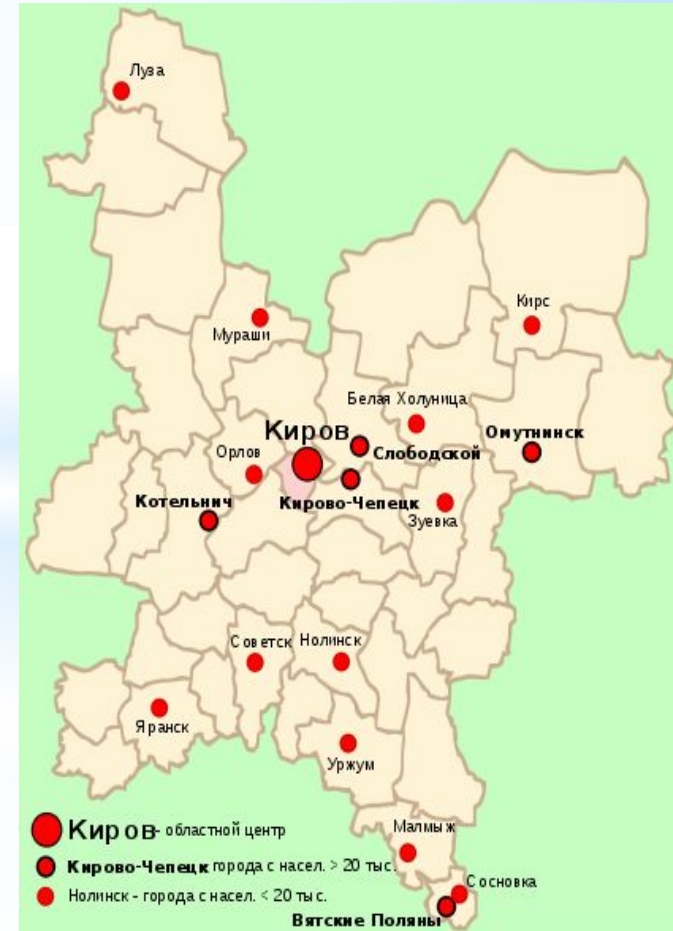 Луза
Кирс
Мураши
Белая Холуница
Киров
Омутнинск
Слободской
Орлов
Котельнич
Кирово-Чепецк
Зуевка
Советск
Нолинск
Яранск
Уржум
Малмыж
Сосновка
Вятские Поляны
Киров - областной центр
Кирово-Чепецк города с насел. > 20 тыс.
Нолинск - города с насел. < 20 тыс.